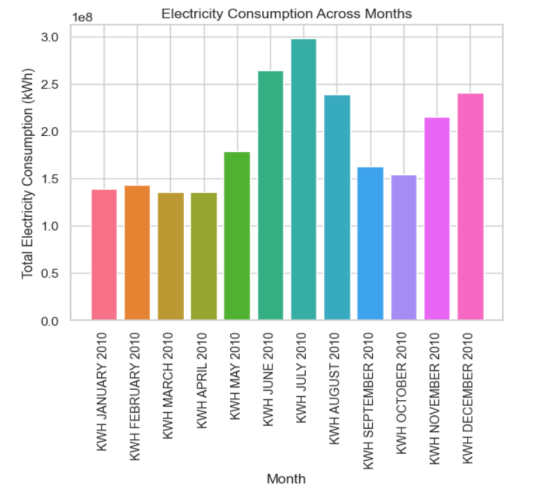 Electricity Consumption Across Months
1e8
3.0
2.5
2.0
1.5
1.0
0.5
0.0
Total Electricity Consumption (kWh)
KWH JANUARY 2010
KWH FEBRUARY 2010
KWH MARCH 2010
KWH APRIL 2010
KWH MAY 2010
KWH JUNE 2010
KWH JULY 2010
KWH AUGUST 2010
KWH SEPTEMBER 2010
KWH OCTOBER 2010
KWH NOVEMBER 2010
KWH DECEMBER 2010
Month